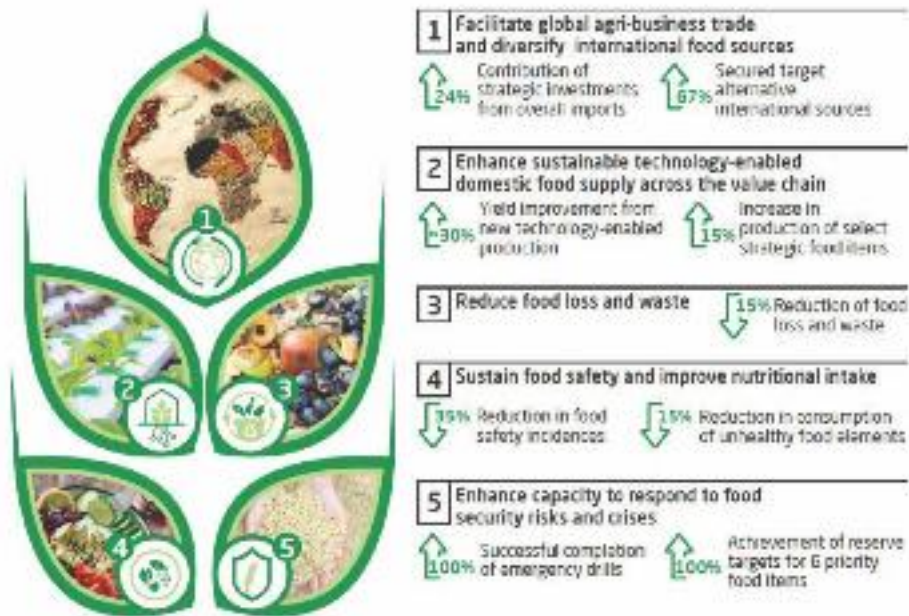 1
Facilitate global agri-business trade
and diversify international food sources
24%
Contribution of
strategic investments
from overall imports
67%
Secured target
alternative
international sources
2
Enhance sustainable technology-enabled
domestic food supply across the value chain
30%
Yield improvement from
new technology-enabled
production
15%
Increase in
production of select
strategic food items
3
Reduce food loss and waste
15%
Reduction of food
loss and waste
4
Sustain food safety and improve nutritional intake
Reduction in food
safety incidences
15%
Reduction in consumption
of unhealthy food elements
5
Enhance capacity to respond to food
security risks and crises
100%
Successful completion
of emergency drills
100%
Achievement of reserve
targets for 6 priority
food items
1
2
3
4
5